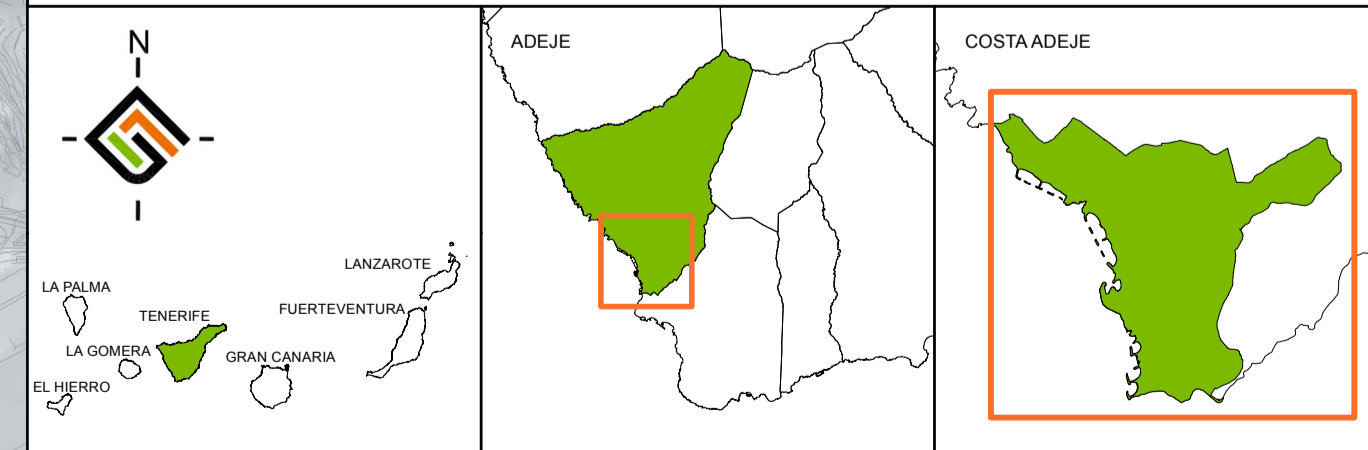 N
LA PALMA
TENERIFE
LA GOMERA
EL HIERRO
GRAN CANARIA
FUERTEVENTURA
LANZAROTE
ADEJE
COSTA ADEJE